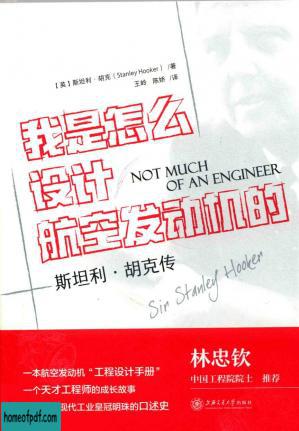 【英】斯坦利·胡克（Stanley Hooker）/著
王岭 陈娇 /译
我是怎么
设计
航空发动机的
NOT MUCH
OF AN ENGINEER
斯坦利·胡克传
Sir Stanley Hooker
林忠钦
中国工程院院士 推荐
一本航空发动机“工程设计手册”
一个天才工程师的成长故事
现代工业皇冠明珠的口述史
上海交通大学出版社
homeofpdf.com